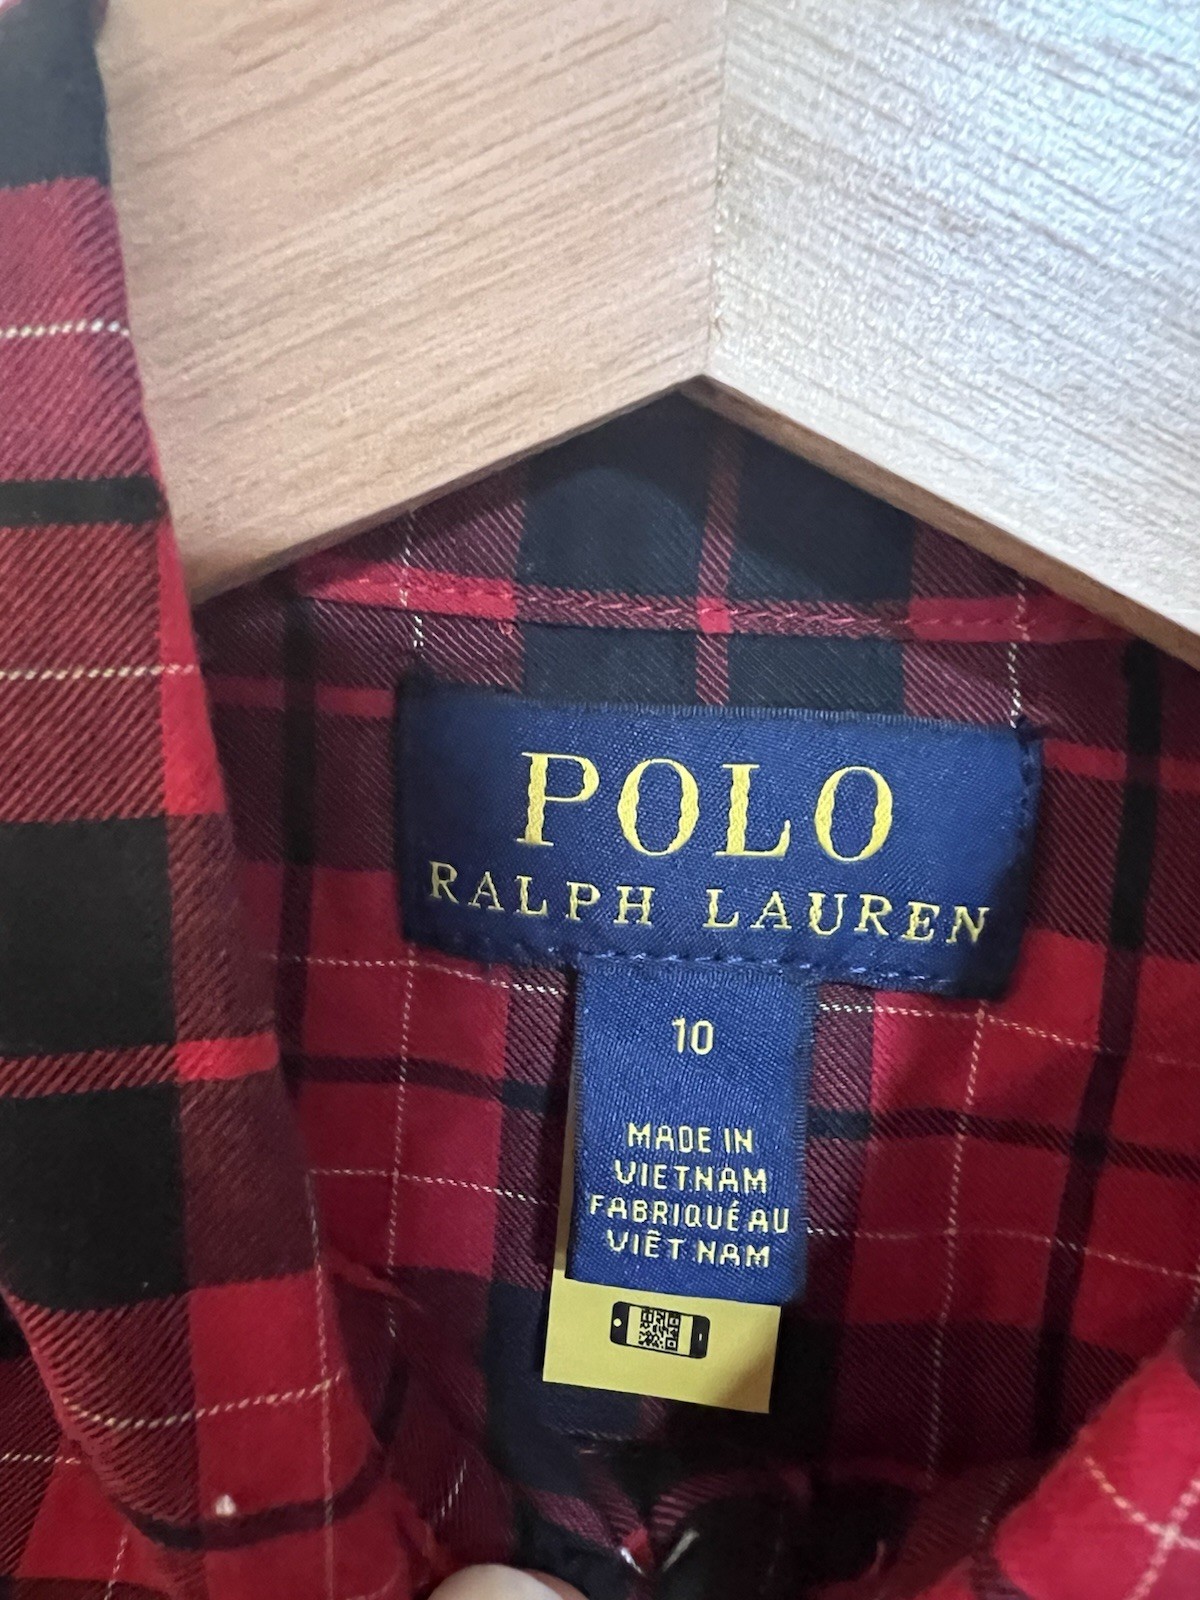 POLO
RALPH LAUREN
10
MADE IN
VIETNAM
FABRIQUÉ AU
VIÊT NAM